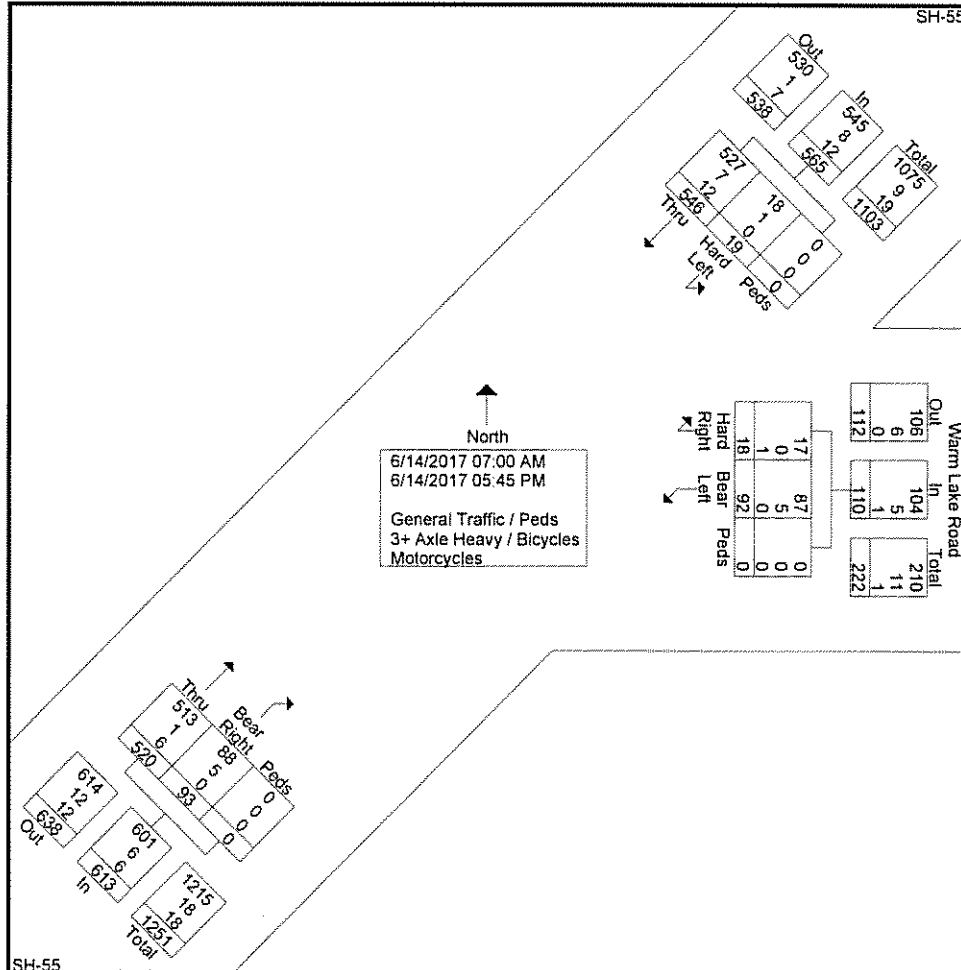 SH-55
Out
530
1
7
538
In
545
8
12
565
Total
1075
9
19
1103
527 18 0
7 1 0
12 0 0
546 19 0
Thru Hard Left Peds
Warm Lake Road
Out
106
6
0
112
In
104
5
1
110
Total
210
11
1
222
17 87 0
0 5 0
1 0 0
18 92 0
Hard Right Bear Left Peds
North
6/14/2017 07:00 AM
6/14/2017 05:45 PM
General Traffic / Peds
3+ Axle Heavy / Bicycles
Motorcycles
Thru Bear Right Peds
513 88 0
1 5 0
6 0 0
520 93 0
614
12
12
638
Out
601
6
6
613
In
1215
18
18
1251
Total
SH-55